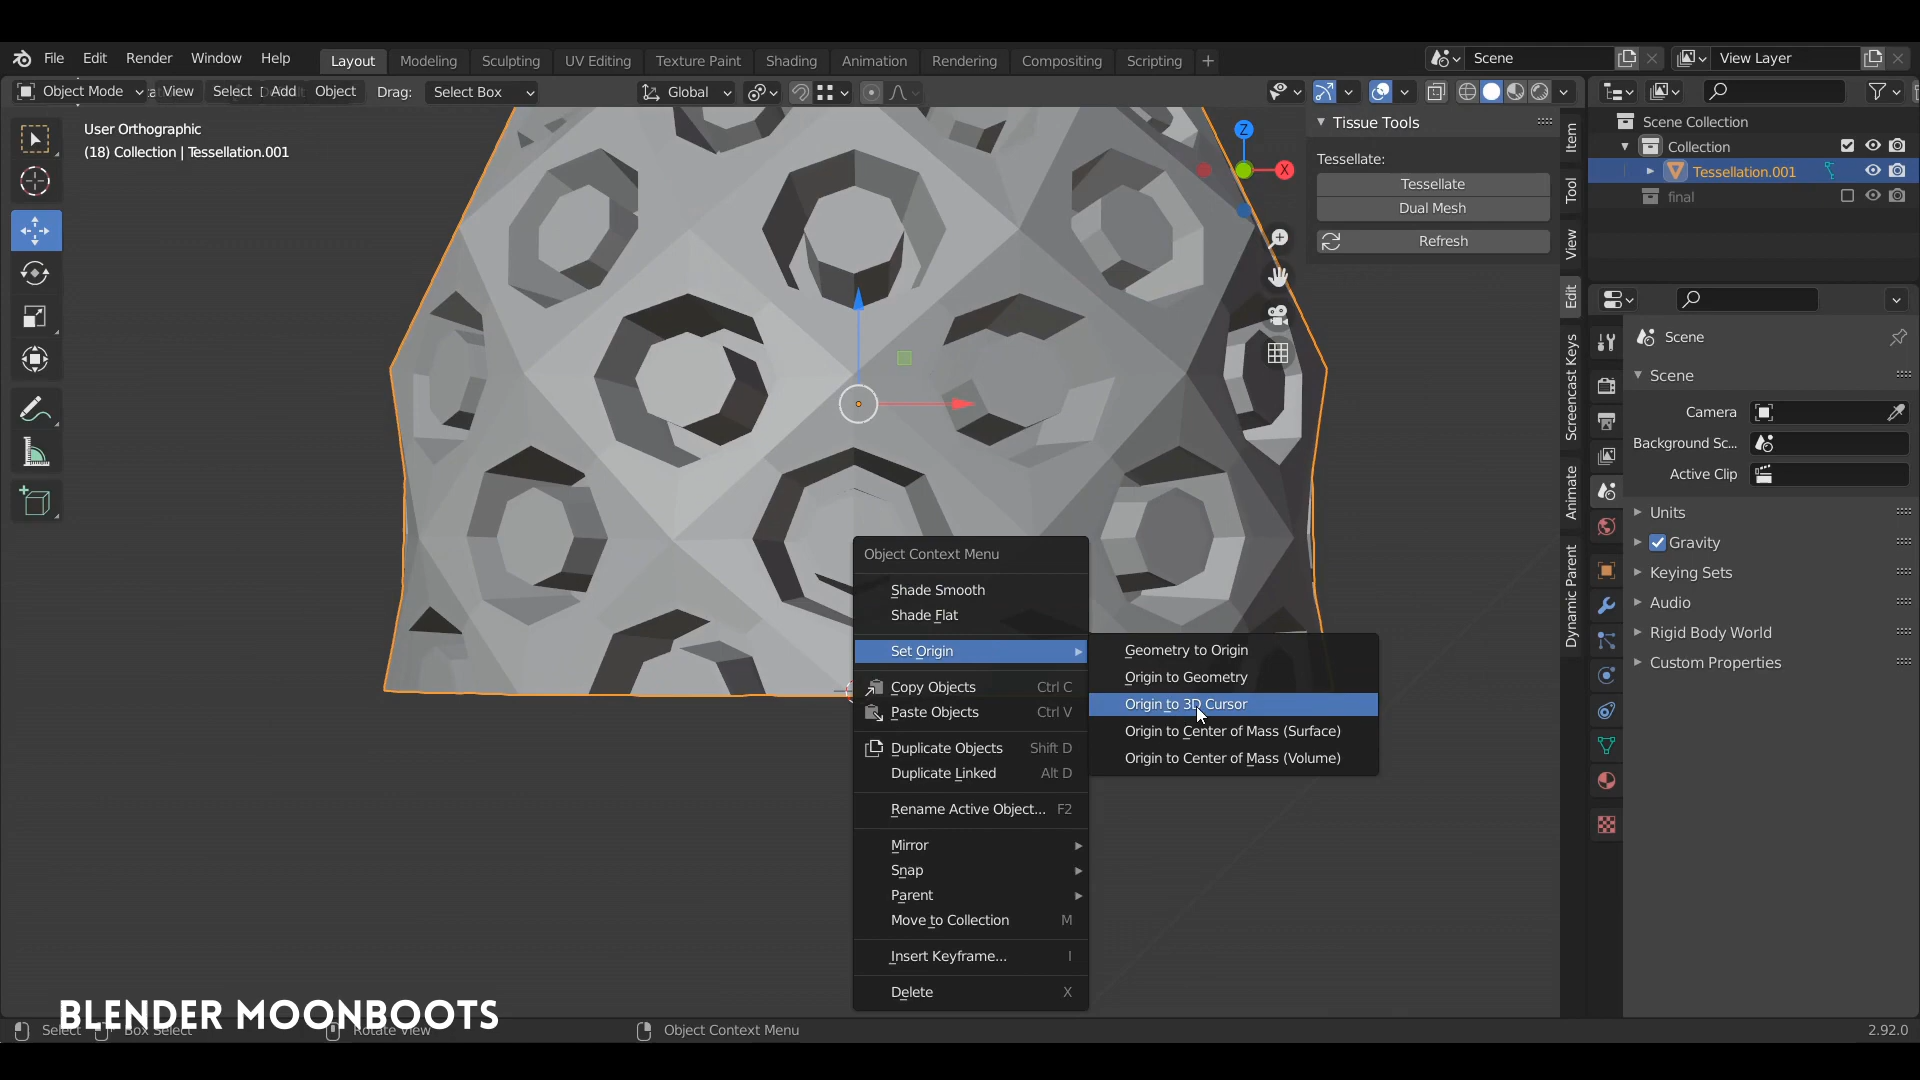 File Edit Render Window Help Layout Modeling Sculpting UV Editing Texture Paint Shading Animation Rendering Compositing Scripting + Scene View Layer
Object Mode View Select Add Object Drag: Select Box Global
User Orthographic
(18) Collection | Tessellation.001
Z
X
Tissue Tools
Tessellate:
Tessellate
Dual Mesh
Refresh
Item
Tool
View
Edit
Screencast Keys
Animate
Dynamic Parent
Scene Collection
Collection
Tessellation.001
final
Scene
Scene
Camera
Background Sc...
Active Clip
Units
Gravity
Keying Sets
Audio
Rigid Body World
Custom Properties
Object Context Menu
Shade Smooth
Shade Flat
Set Origin
Copy Objects Ctrl C
Paste Objects Ctrl V
Duplicate Objects Shift D
Duplicate Linked Alt D
Rename Active Object... F2
Mirror
Snap
Parent
Move to Collection M
Insert Keyframe... I
Delete X
Geometry to Origin
Origin to Geometry
Origin to 3D Cursor
Origin to Center of Mass (Surface)
Origin to Center of Mass (Volume)
BLENDER MOONBOOTS
Select Box Select Rotate View Object Context Menu 2.92.0